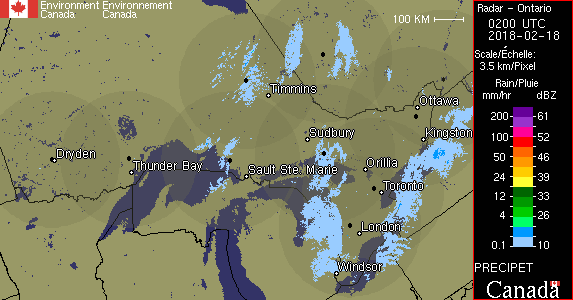 Environment Environnement
Canada Canada
100 KM
Timmins
Ottawa
Sudbury
Kingston
Dryden
Thunder Bay
Sault Ste. Marie
Orillia
Toronto
London
Windsor
Radar - Ontario
0200 UTC
2018-02-18
Scale/Échelle:
3.5 km/Pixel
Rain/Pluie
mm/hr dBZ
200 61
100 52
50 46
24 39
12 33
4 26
0.1 10
PRECIPET
Canada